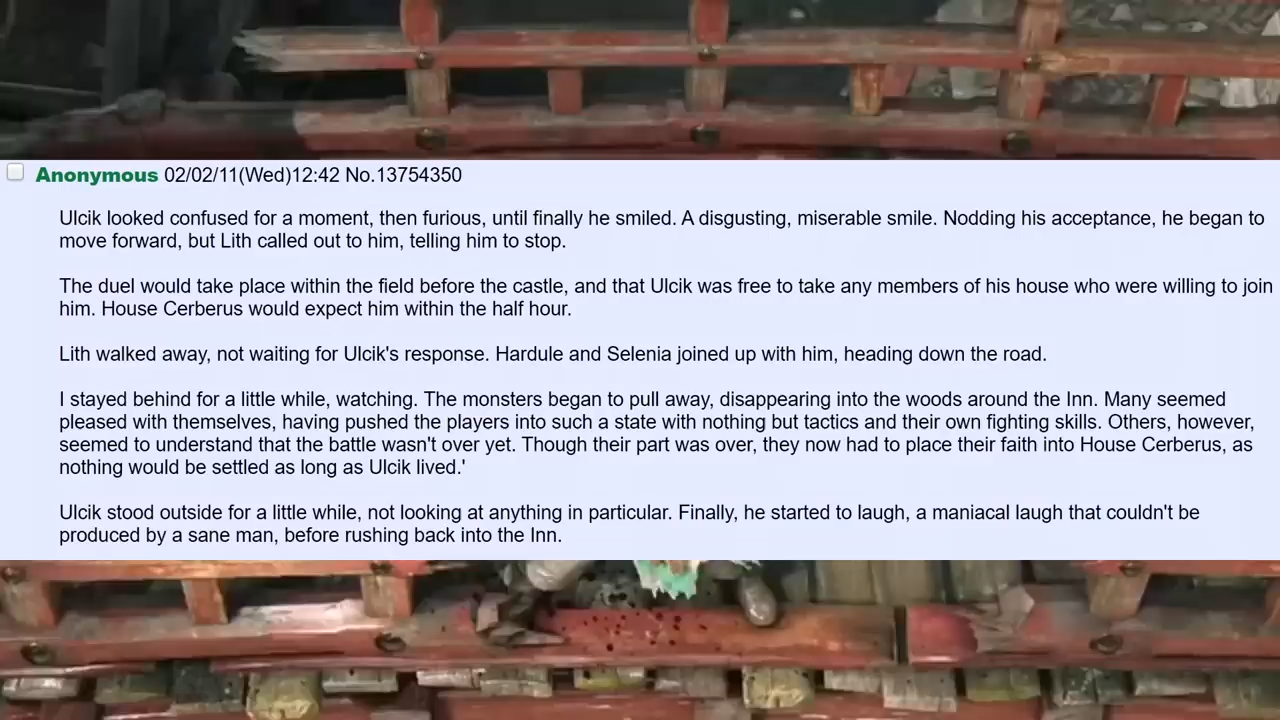 Anonymous 02/02/11(Wed)12:42 No.13754350
Ulcik looked confused for a moment, then furious, until finally he smiled. A disgusting, miserable smile. Nodding his acceptance, he began to
move forward, but Lith called out to him, telling him to stop.
The duel would take place within the field before the castle, and that Ulcik was free to take any members of his house who were willing to join
him. House Cerberus would expect him within the half hour.
Lith walked away, not waiting for Ulcik's response. Hardule and Selenia joined up with him, heading down the road.
I stayed behind for a little while, watching. The monsters began to pull away, disappearing into the woods around the Inn. Many seemed
pleased with themselves, having pushed the players into such a state with nothing but tactics and their own fighting skills. Others, however,
seemed to understand that the battle wasn't over yet. Though their part was over, they now had to place their faith into House Cerberus, as
nothing would be settled as long as Ulcik lived.'
Ulcik stood outside for a little while, not looking at anything in particular. Finally, he started to laugh, a maniacal laugh that couldn't be
produced by a sane man, before rushing back into the Inn.